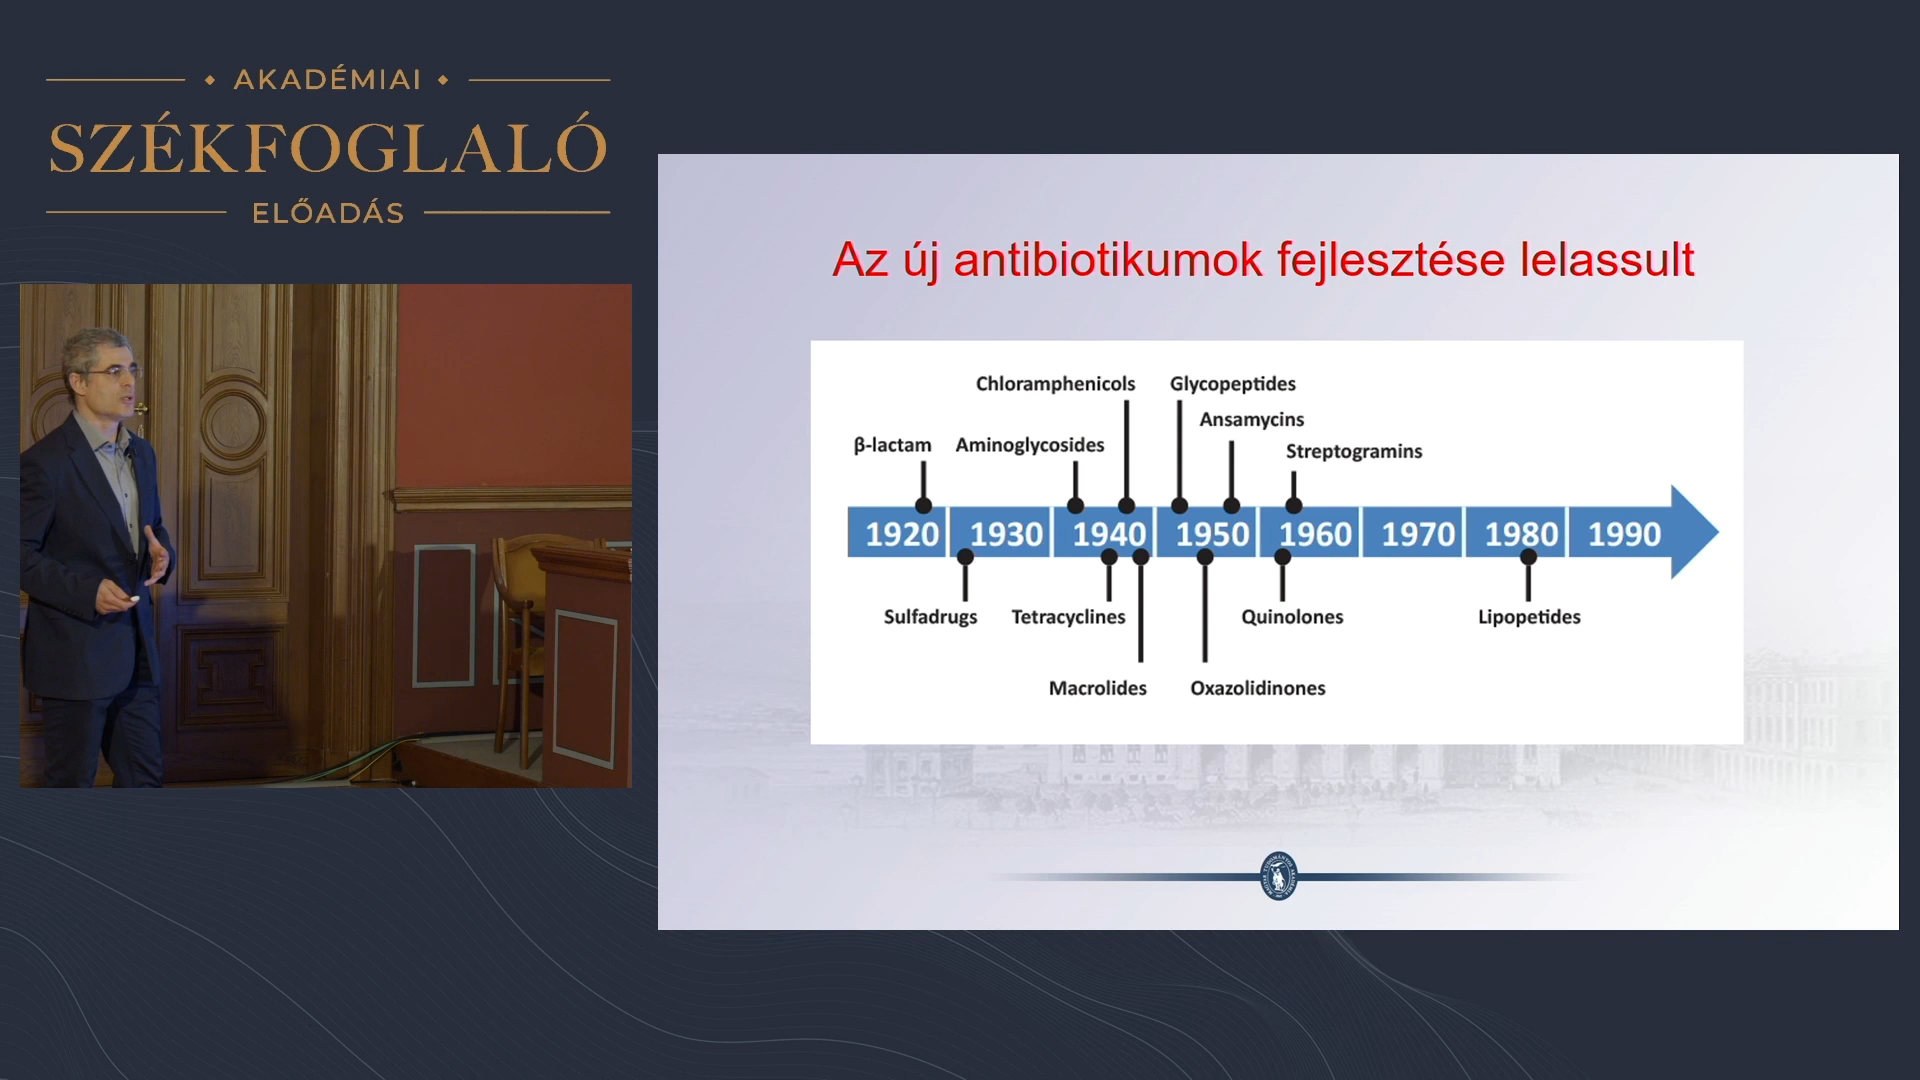 AKADÉMIAI
SZÉKFOGLALÓ
ELŐADÁS
Az új antibiotikumok fejlesztése lelassult
Chloramphenicols
Glycopeptides
Ansamycins
β-lactam
Aminoglycosides
Streptogramins
1920 1930 1940 1950 1960 1970 1980 1990
Sulfadrugs
Tetracyclines
Quinolones
Lipopetides
Macrolides
Oxazolidinones